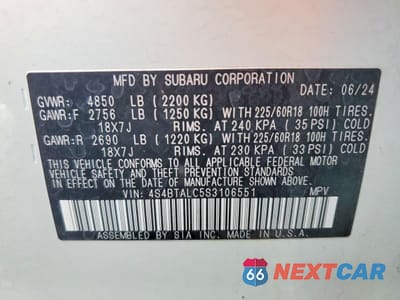 MFD BY SUBARU CORPORATION
DATE: 06/24
GVWR: 4850 LB (2200 KG)
GAWR:F 2756 LB (1250 KG) WITH 225/60R18 100H TIRES.
18X7J RIMS. AT 240 KPA (35 PSI) COLD
GAWR:R 2690 LB (1220 KG) WITH 225/60R18 100H TIRES.
18X7J RIMS. AT 230 KPA (33 PSI) COLD
THIS VEHICLE CONFORMS TO ALL APPLICABLE FEDERAL MOTOR
VEHICLE SAFETY AND THEFT PREVENTION STANDARDS IN EFFECT
ON THE DATE OF MANUFACTURE SHOWN ABOVE.
VIN: 4S4BTALC5S3106551 MPV
ASSEMBLED BY SIA INC. MADE IN U.S.A.
66 NEXTCAR